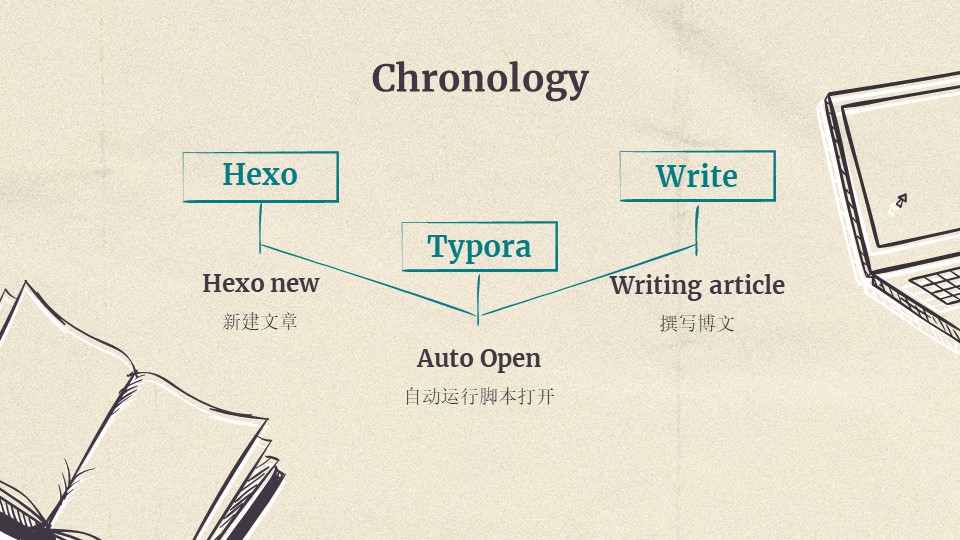 Chronology
Hexo
Hexo new
新建文章
Typora
Auto Open
自动运行脚本打开
Write
Writing article
撰写博文